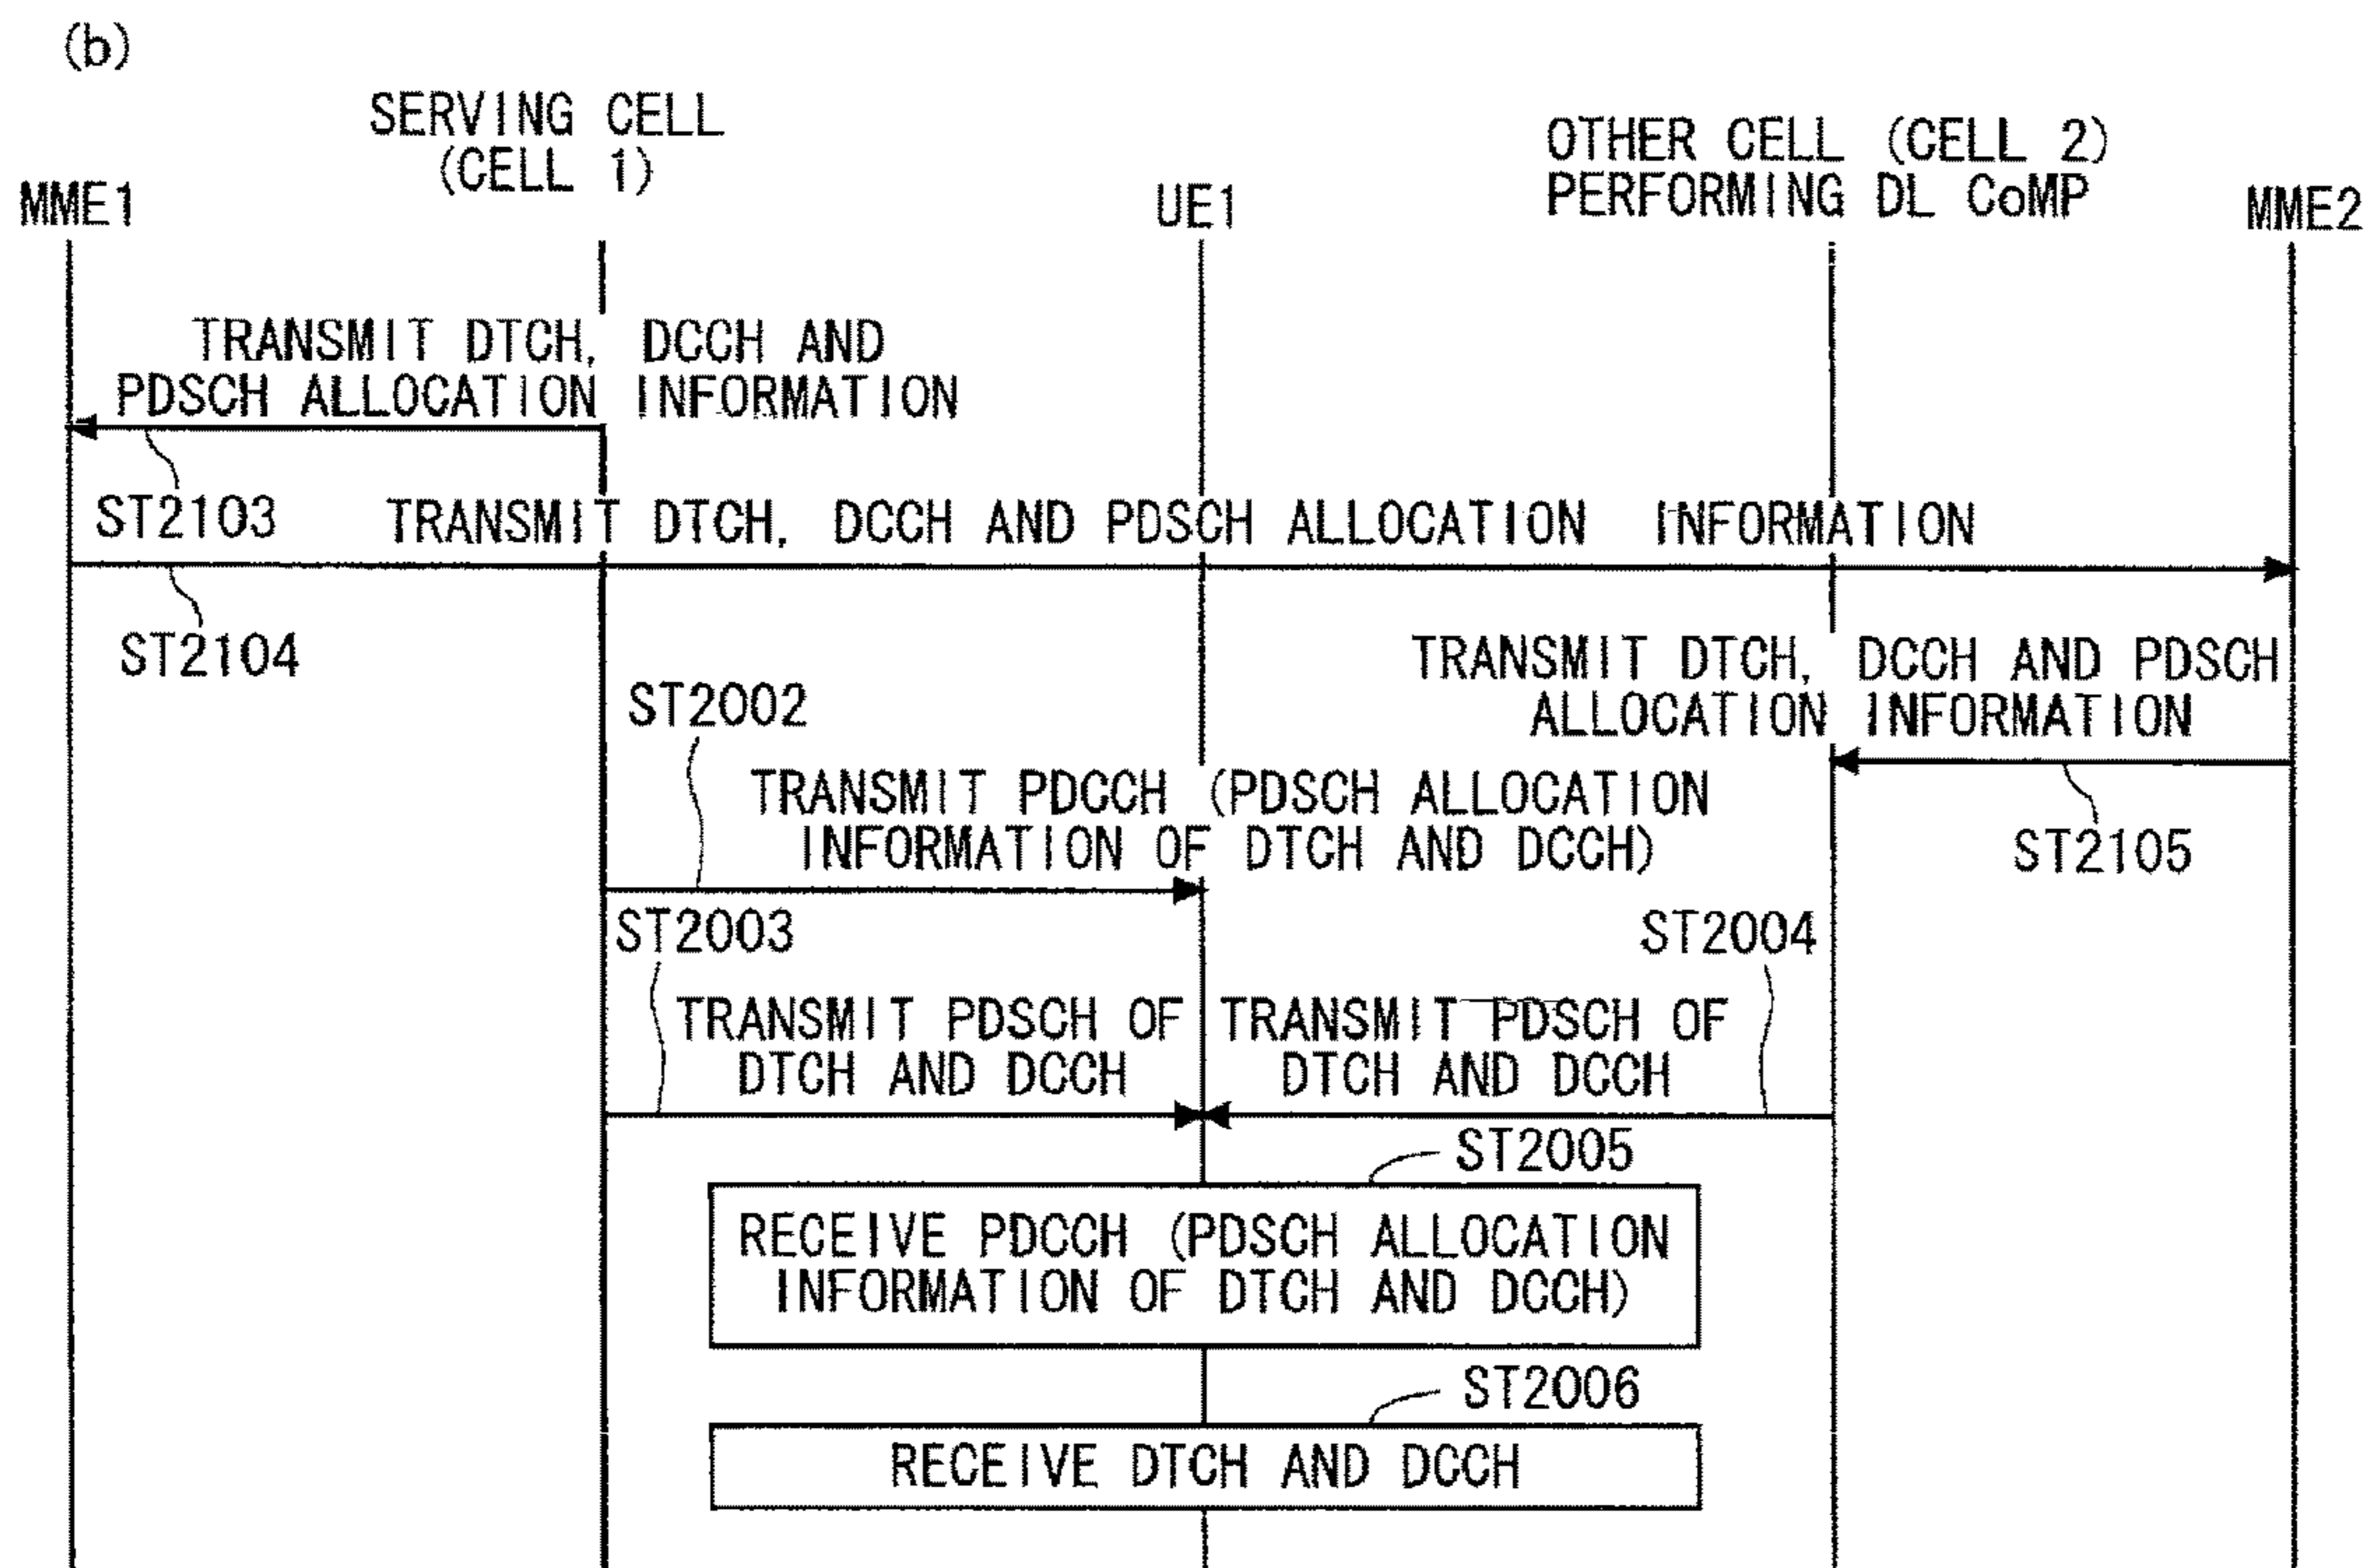 (b)
SERVING CELL
(CELL 1)
OTHER CELL (CELL 2)
PERFORMING DL CoMP
MME1
UE1
MME2
TRANSMIT DTCH, DCCH AND
PDSCH ALLOCATION INFORMATION
ST2103
TRANSMIT DTCH, DCCH AND PDSCH ALLOCATION INFORMATION
ST2104
TRANSMIT DTCH, DCCH AND PDSCH
ALLOCATION INFORMATION
ST2002
TRANSMIT PDCCH (PDSCH ALLOCATION
INFORMATION OF DTCH AND DCCH)
ST2105
ST2003
ST2004
TRANSMIT PDSCH OF
DTCH AND DCCH
TRANSMIT PDSCH OF
DTCH AND DCCH
ST2005
RECEIVE PDCCH (PDSCH ALLOCATION
INFORMATION OF DTCH AND DCCH)
ST2006
RECEIVE DTCH AND DCCH